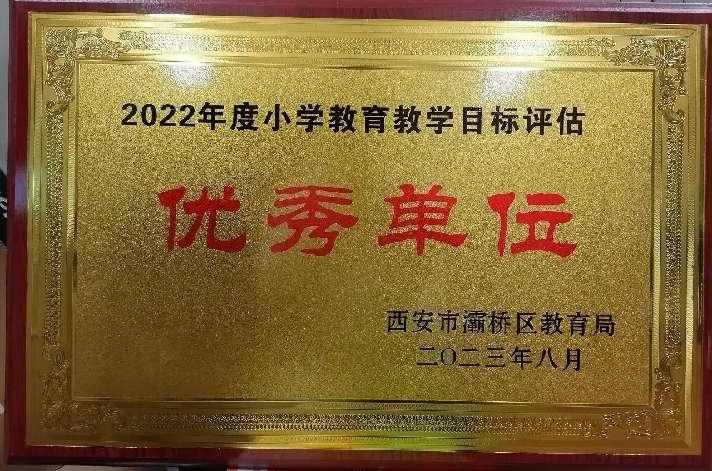 2022年度小学教育教学目标评估
优秀单位
西安市灞桥区教育局
二〇二三年八月